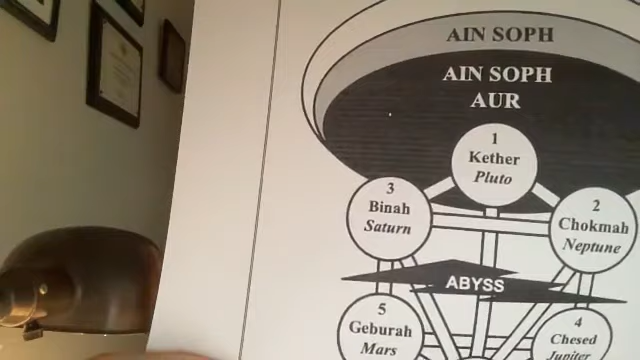 AIN SOPH
AIN SOPH
AUR
1
Kether
Pluto
3
Binah
Saturn
2
Chokmah
Neptune
ABYSS
5
Geburah
Mars
4
Chesed
Jupiter